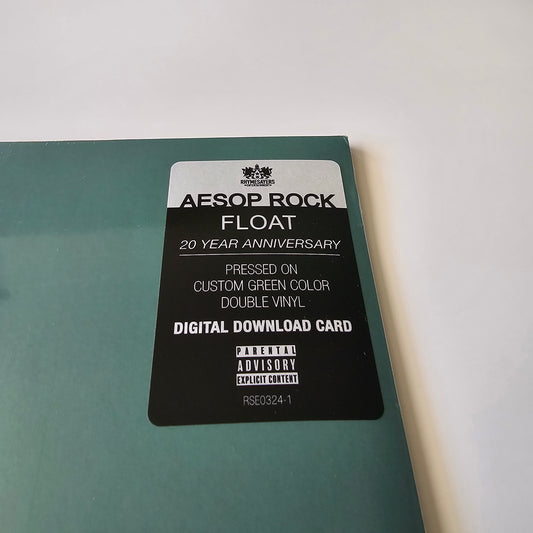 RHYMESAYERS
AESOP ROCK
FLOAT
20 YEAR ANNIVERSARY
PRESSED ON
CUSTOM GREEN COLOR
DOUBLE VINYL
DIGITAL DOWNLOAD CARD
PARENTAL
ADVISORY
EXPLICIT CONTENT
RSE0324-1